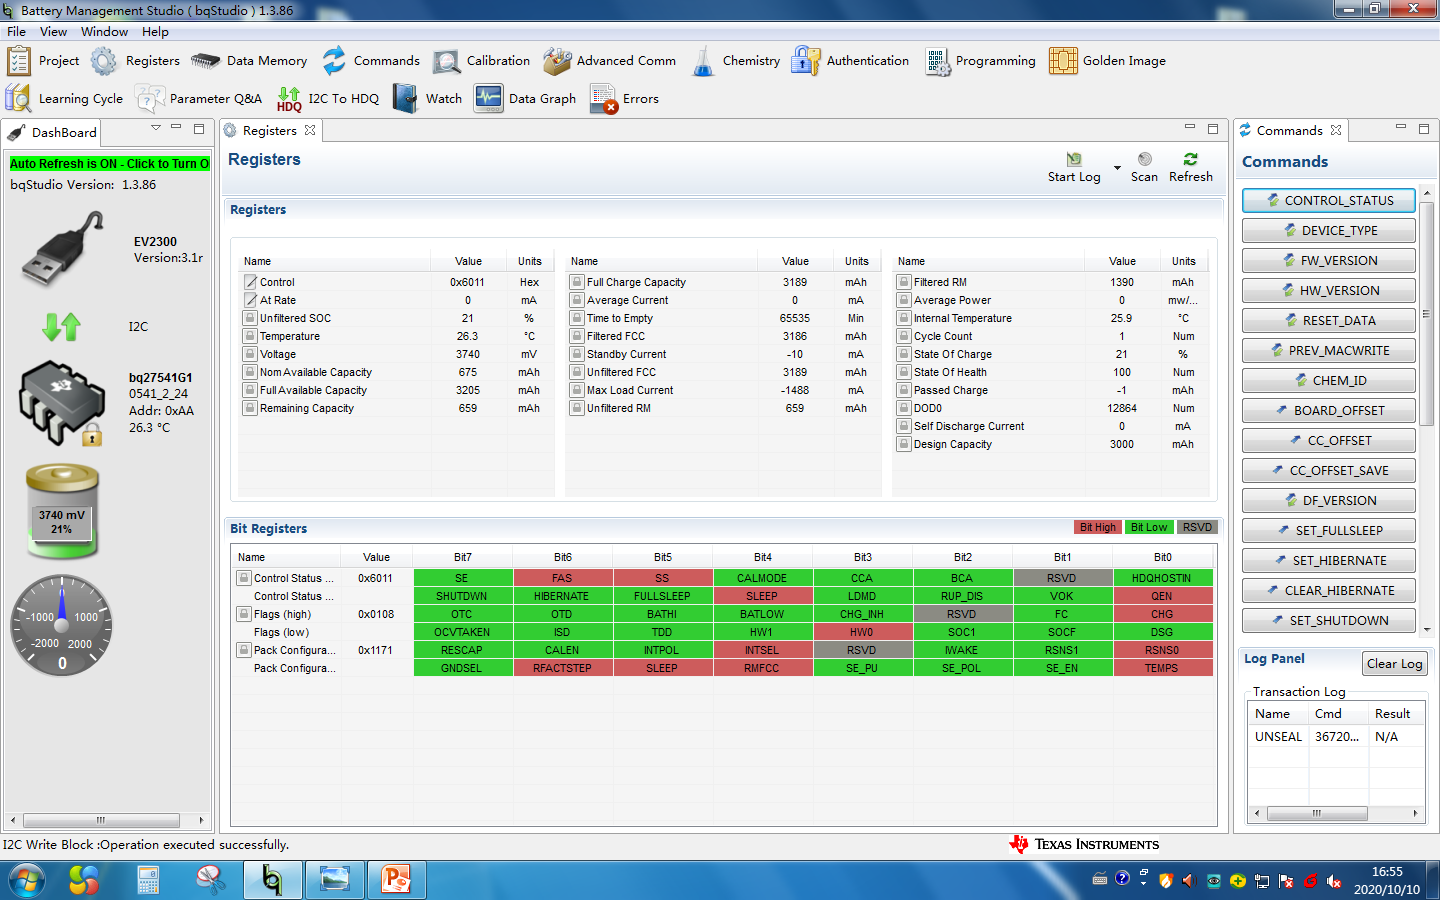 Battery Management Studio ( bqStudio ) 1.3.86
File View Window Help
Project Registers Data Memory Commands Calibration Advanced Comm Chemistry Authentication Programming Golden Image
Learning Cycle Parameter Q&A HDQ I2C To HDQ Watch Data Graph Errors
DashBoard
Auto Refresh is ON - Click to Turn O
bqStudio Version: 1.3.86
EV2300
Version:3.1r
I2C
bq27541G1
0541_2_24
Addr: 0xAA
26.3 °C
3740 mV
21%
-1000 1000
-2000 2000
0
Registers
Registers
Start Log Scan Refresh
Registers
Name Value Units
Control 0x6011 Hex
At Rate 0 mA
Unfiltered SOC 21 %
Temperature 26.3 °C
Voltage 3740 mV
Nom Available Capacity 675 mAh
Full Available Capacity 3205 mAh
Remaining Capacity 659 mAh
Name Value Units
Full Charge Capacity 3189 mAh
Average Current 0 mA
Time to Empty 65535 Min
Filtered FCC 3186 mAh
Standby Current -10 mA
Unfiltered FCC 3189 mAh
Max Load Current -1488 mA
Unfiltered RM 659 mAh
Name Value Units
Filtered RM 1390 mAh
Average Power 0 mw/...
Internal Temperature 25.9 °C
Cycle Count 1 Num
State Of Charge 21 %
State Of Health 100 Num
Passed Charge -1 mAh
DOD0 12864 Num
Self Discharge Current 0 mA
Design Capacity 3000 mAh
Bit Registers Bit High Bit Low RSVD
Name Value Bit7 Bit6 Bit5 Bit4 Bit3 Bit2 Bit1 Bit0
Control Status ... 0x6011 SE FAS SS CALMODE CCA BCA RSVD HDQHOSTIN
Control Status ... SHUTDWN HIBERNATE FULLSLEEP SLEEP LDMD RUP_DIS VOK QEN
Flags (high) 0x0108 OTC OTD BATHI BATLOW CHG_INH RSVD FC CHG
Flags (low) OCVTAKEN ISD TDD HW1 HW0 SOC1 SOCF DSG
Pack Configura... 0x1171 RESCAP CALEN INTPOL INTSEL RSVD IWAKE RSNS1 RSNS0
Pack Configura... GNDSEL RFACTSTEP SLEEP RMFCC SE_PU SE_POL SE_EN TEMPS
Commands
Commands
CONTROL_STATUS
DEVICE_TYPE
FW_VERSION
HW_VERSION
RESET_DATA
PREV_MACWRITE
CHEM_ID
BOARD_OFFSET
CC_OFFSET
CC_OFFSET_SAVE
DF_VERSION
SET_FULLSLEEP
SET_HIBERNATE
CLEAR_HIBERNATE
SET_SHUTDOWN
Log Panel Clear Log
Transaction Log
Name Cmd Result
UNSEAL 36720... N/A
I2C Write Block :Operation executed successfully.
TEXAS INSTRUMENTS
16:55
2020/10/10